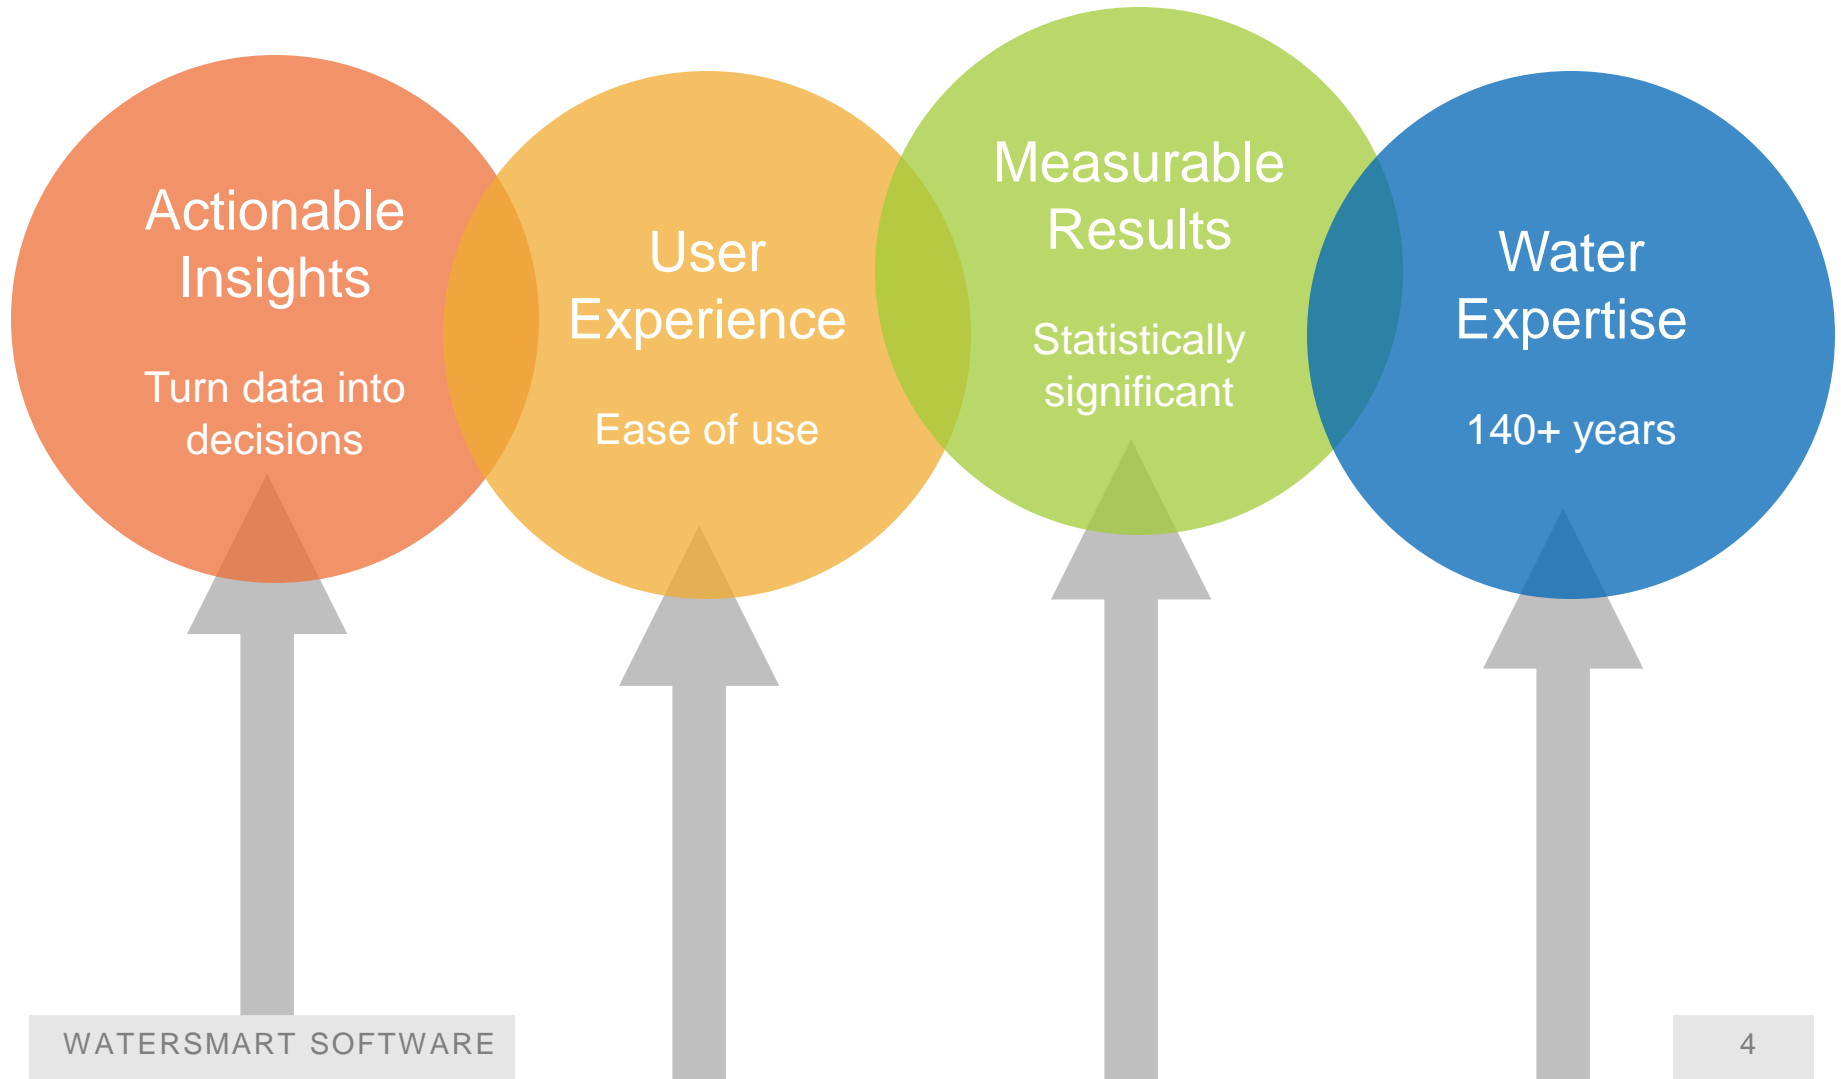 Actionable
Insights
Turn data into
decisions
User
Experience
Ease of use
Measurable
Results
Statistically
significant
Water
Expertise
140+ years
WATERSMART SOFTWARE
4